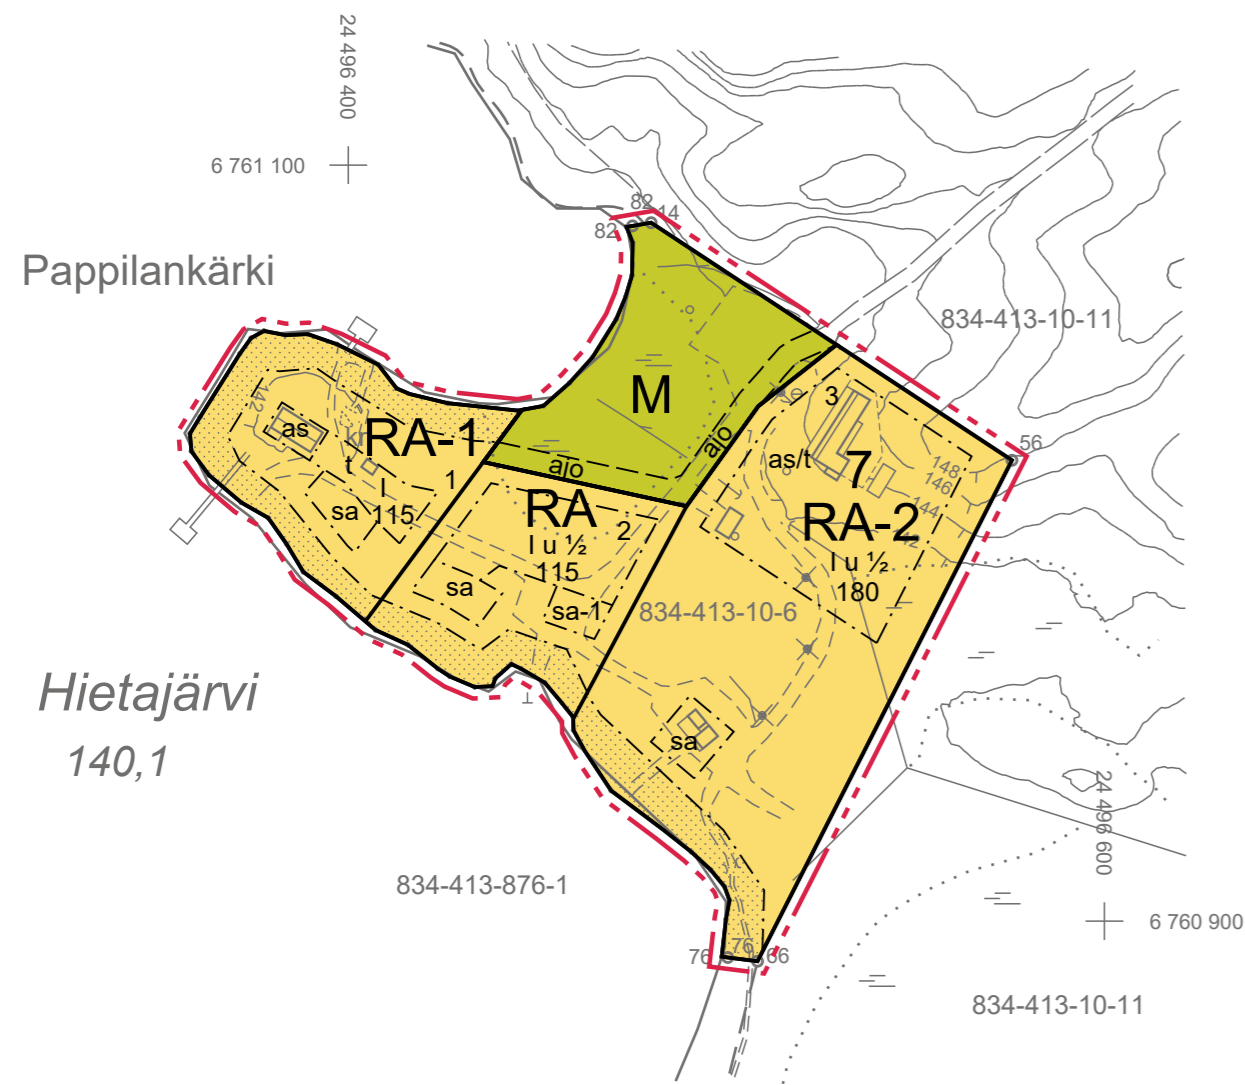 24 496 400
6 761 100
82
14
82
Pappilankärki
834-413-10-11
M
3
56
142
as
RA-1
t
kr
1
ajo
ajo
as/t
7
148
146
I
sa
115
RA
2
RA-2
144
I u ½
115
I u ½
180
sa
sa-1
834-413-10-6
Hietajärvi
140,1
sa
24 496 600
834-413-876-1
6 760 900
76
76
66
834-413-10-11